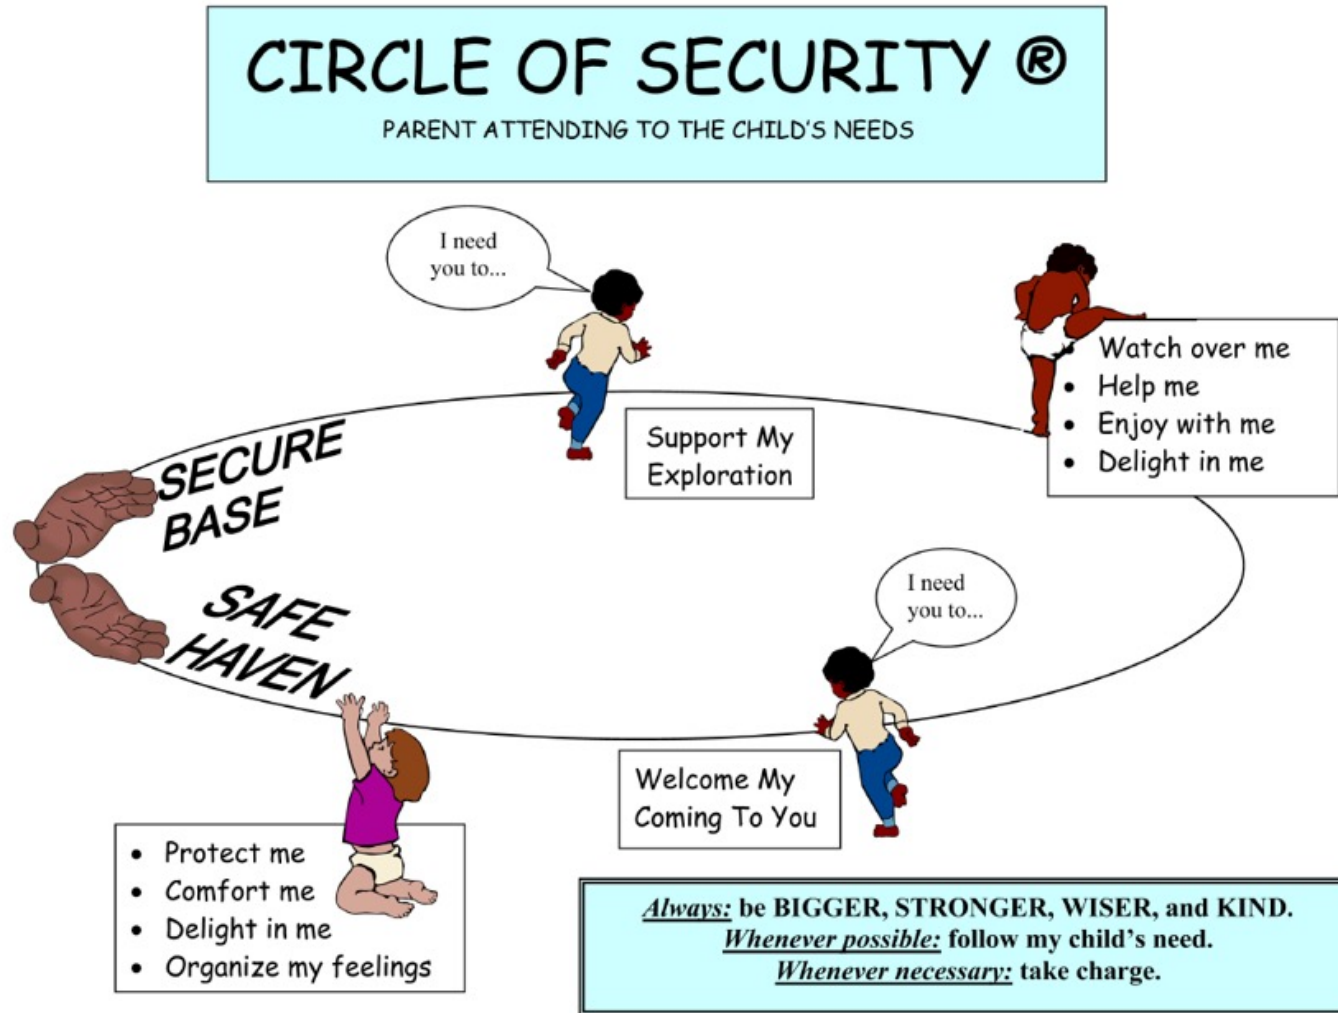 CIRCLE OF SECURITY ®
PARENT ATTENDING TO THE CHILD'S NEEDS
I need
you to...
Support My
Exploration
• Watch over me
• Help me
• Enjoy with me
• Delight in me
SECURE
BASE
SAFE
HAVEN
I need
you to...
Welcome My
Coming To You
• Protect me
• Comfort me
• Delight in me
• Organize my feelings
Always: be BIGGER, STRONGER, WISER, and KIND.
Whenever possible: follow my child's need.
Whenever necessary: take charge.